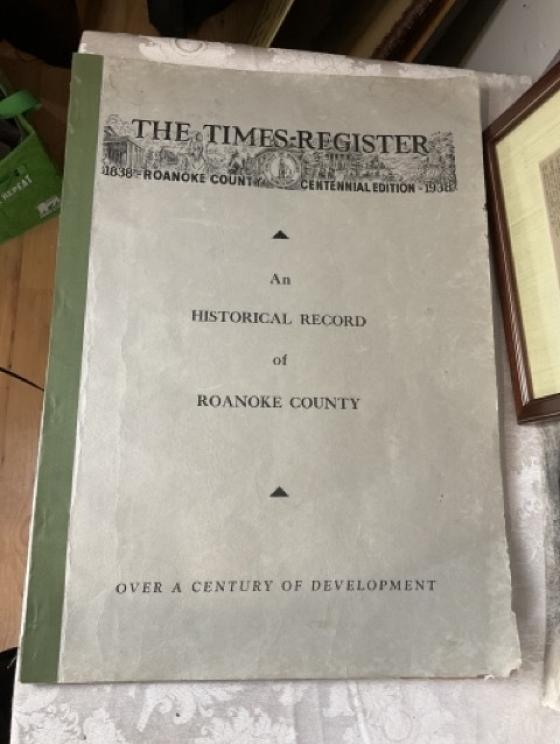 THE TIMES-REGISTER
1838 - ROANOKE COUNTY CENTENNIAL EDITION - 1938
An
HISTORICAL RECORD
of
ROANOKE COUNTY
OVER A CENTURY OF DEVELOPMENT
REPEAT